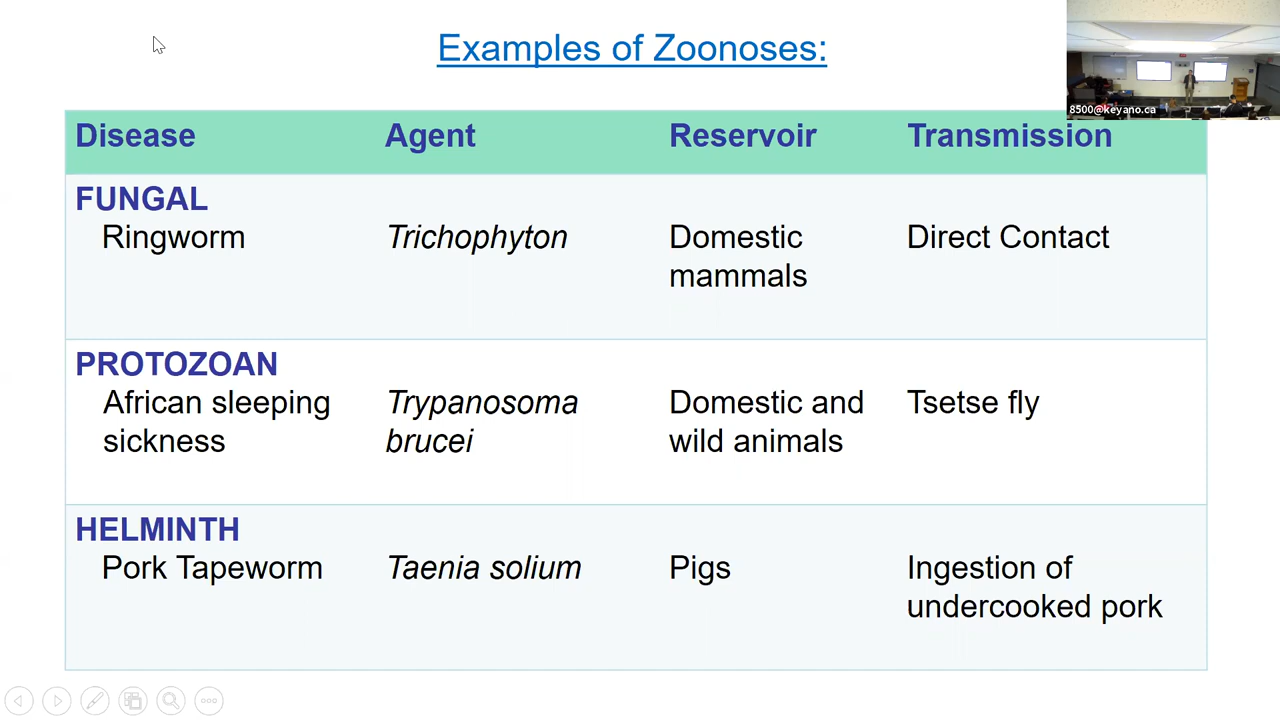 Examples of Zoonoses:
8500@keyano.ca
Disease Agent Reservoir Transmission
FUNGAL
Ringworm Trichophyton Domestic Direct Contact
mammals
PROTOZOAN
African sleeping Trypanosoma Domestic and Tsetse fly
sickness brucei wild animals
HELMINTH
Pork Tapeworm Taenia solium Pigs Ingestion of
undercooked pork